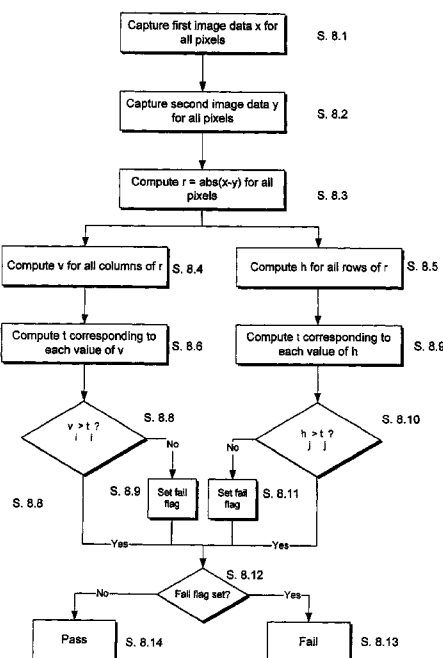 Capture first image data x for
all pixels
S. 8.1
Capture second image data y
for all pixels
S. 8.2
Compute r = abs(x-y) for all
pixels
S. 8.3
Compute v for all columns of r
S. 8.4
Compute h for all rows of r
S. 8.5
Compute t corresponding to
each value of v
S. 8.6
Compute t corresponding to
each value of h
S. 8.9
v > t ?
i i
S. 8.8
No
h > t ?
j j
S. 8.10
No
S. 8.8
S. 8.9
Set fail
flag
Set fail
flag
S. 8.11
Yes
Yes
S. 8.12
Fail flag set?
No
Yes
Pass
S. 8.14
Fail
S. 8.13